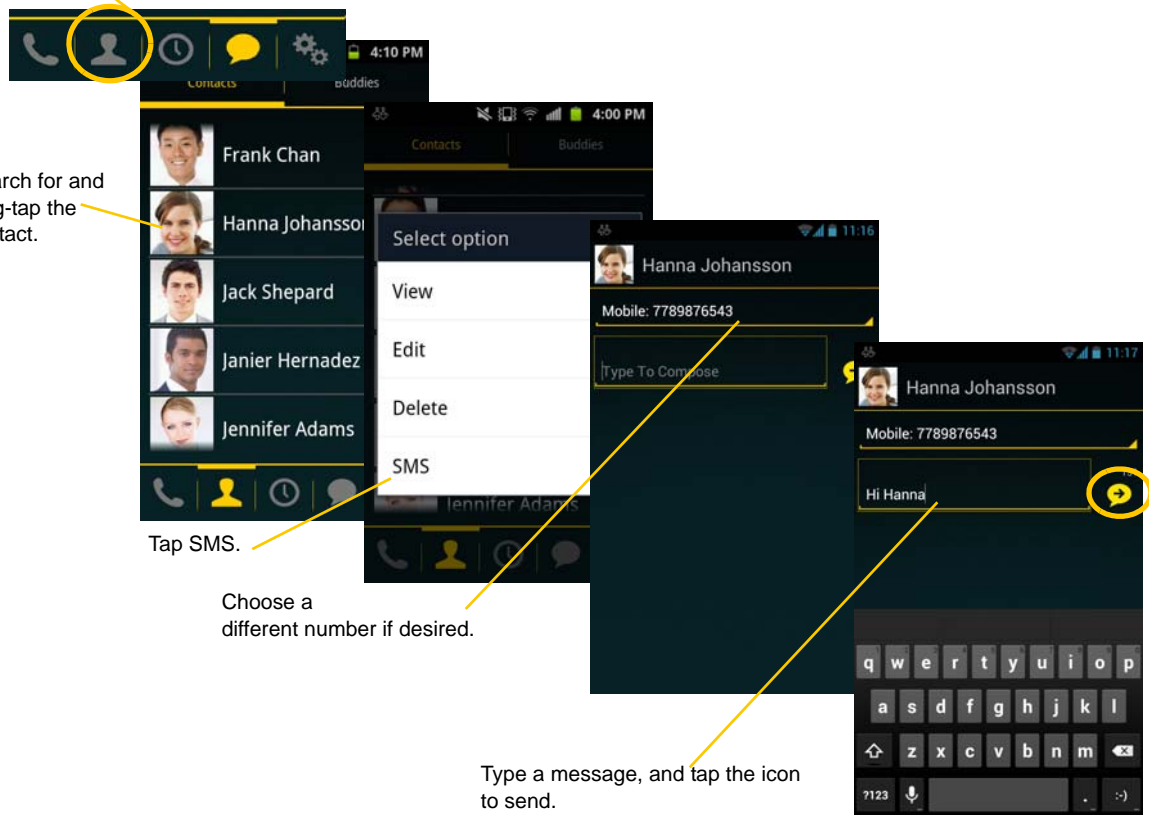 4:10 PM
Contacts Buddies
Frank Chan
Hanna Johansson
Jack Shepard
Janier Hernadez
Jennifer Adams
rch for and
g-tap the
tact.
4:00 PM
Contacts Buddies
Select option
View
Edit
Delete
SMS
Jennifer Adams
Tap SMS.
11:16
Hanna Johansson
Mobile: 7789876543
Type To Compose
Choose a
different number if desired.
11:17
Hanna Johansson
Mobile: 7789876543
Hi Hanna
q w e r t y u i o p
a s d f g h j k l
z x c v b n m
?123 . :-)
Type a message, and tap the icon
to send.